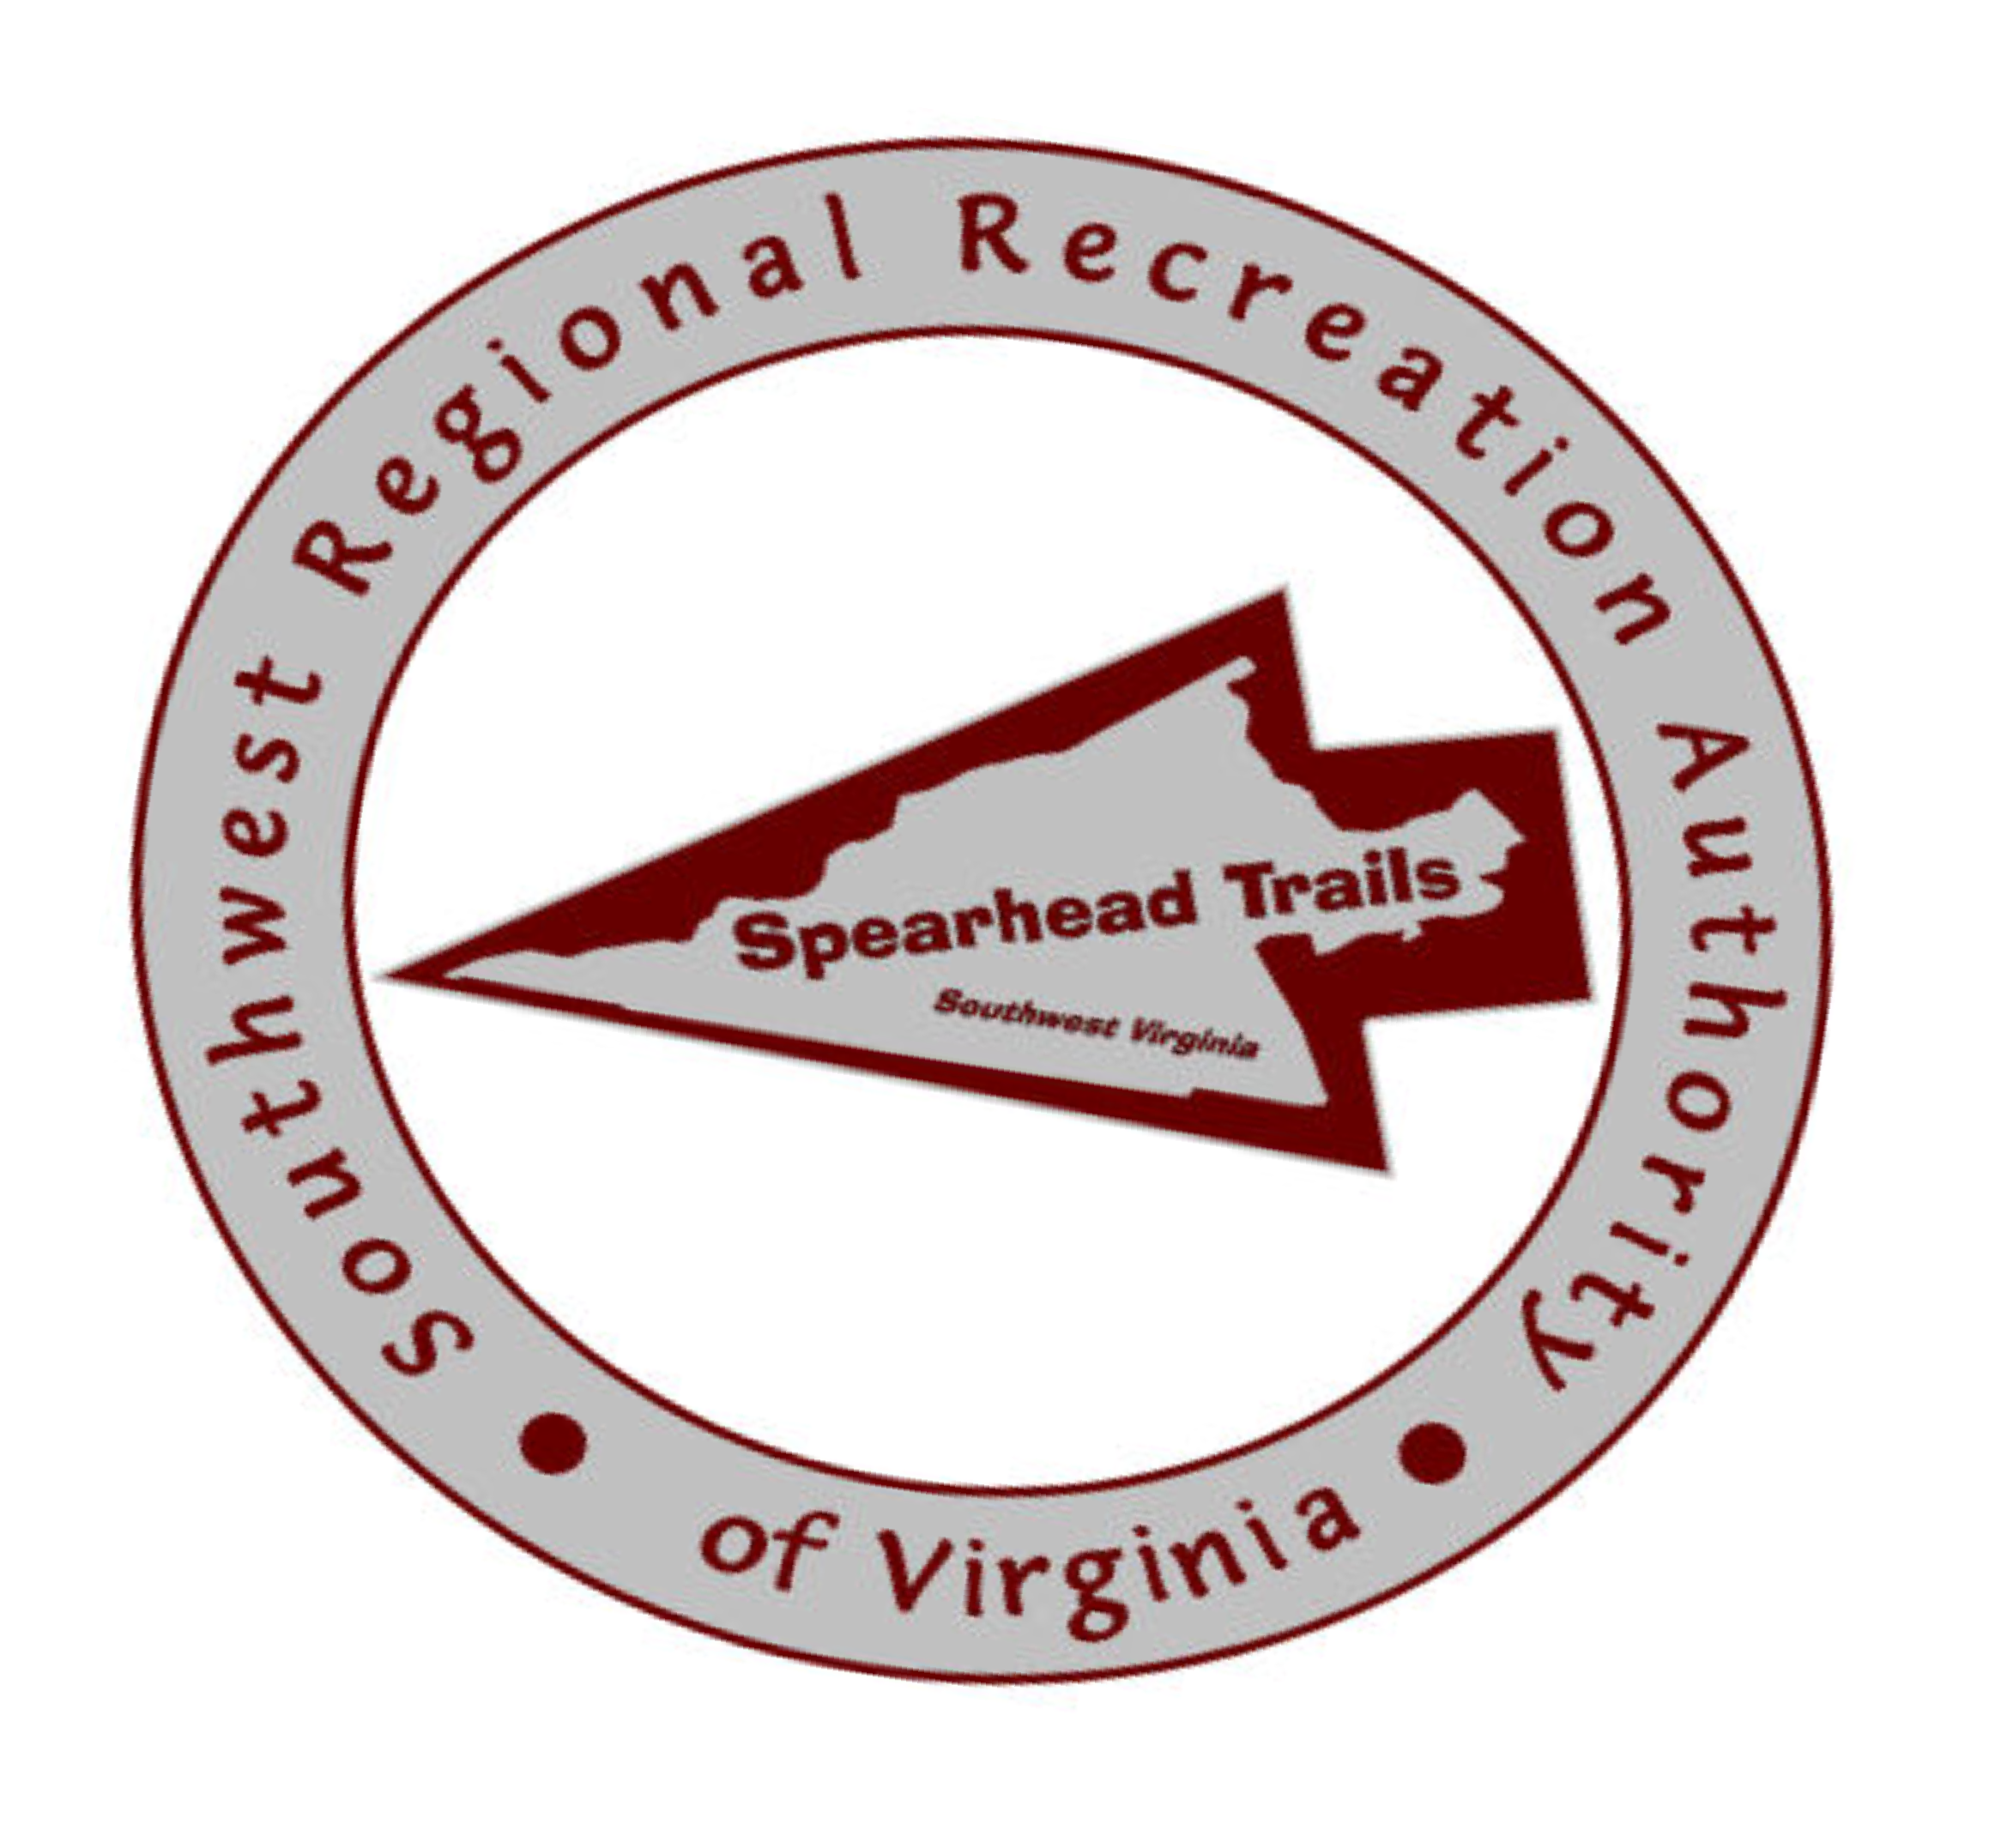 Southwest Regional Recreation Authority
of Virginia
Spearhead Trails
Southwest Virginia